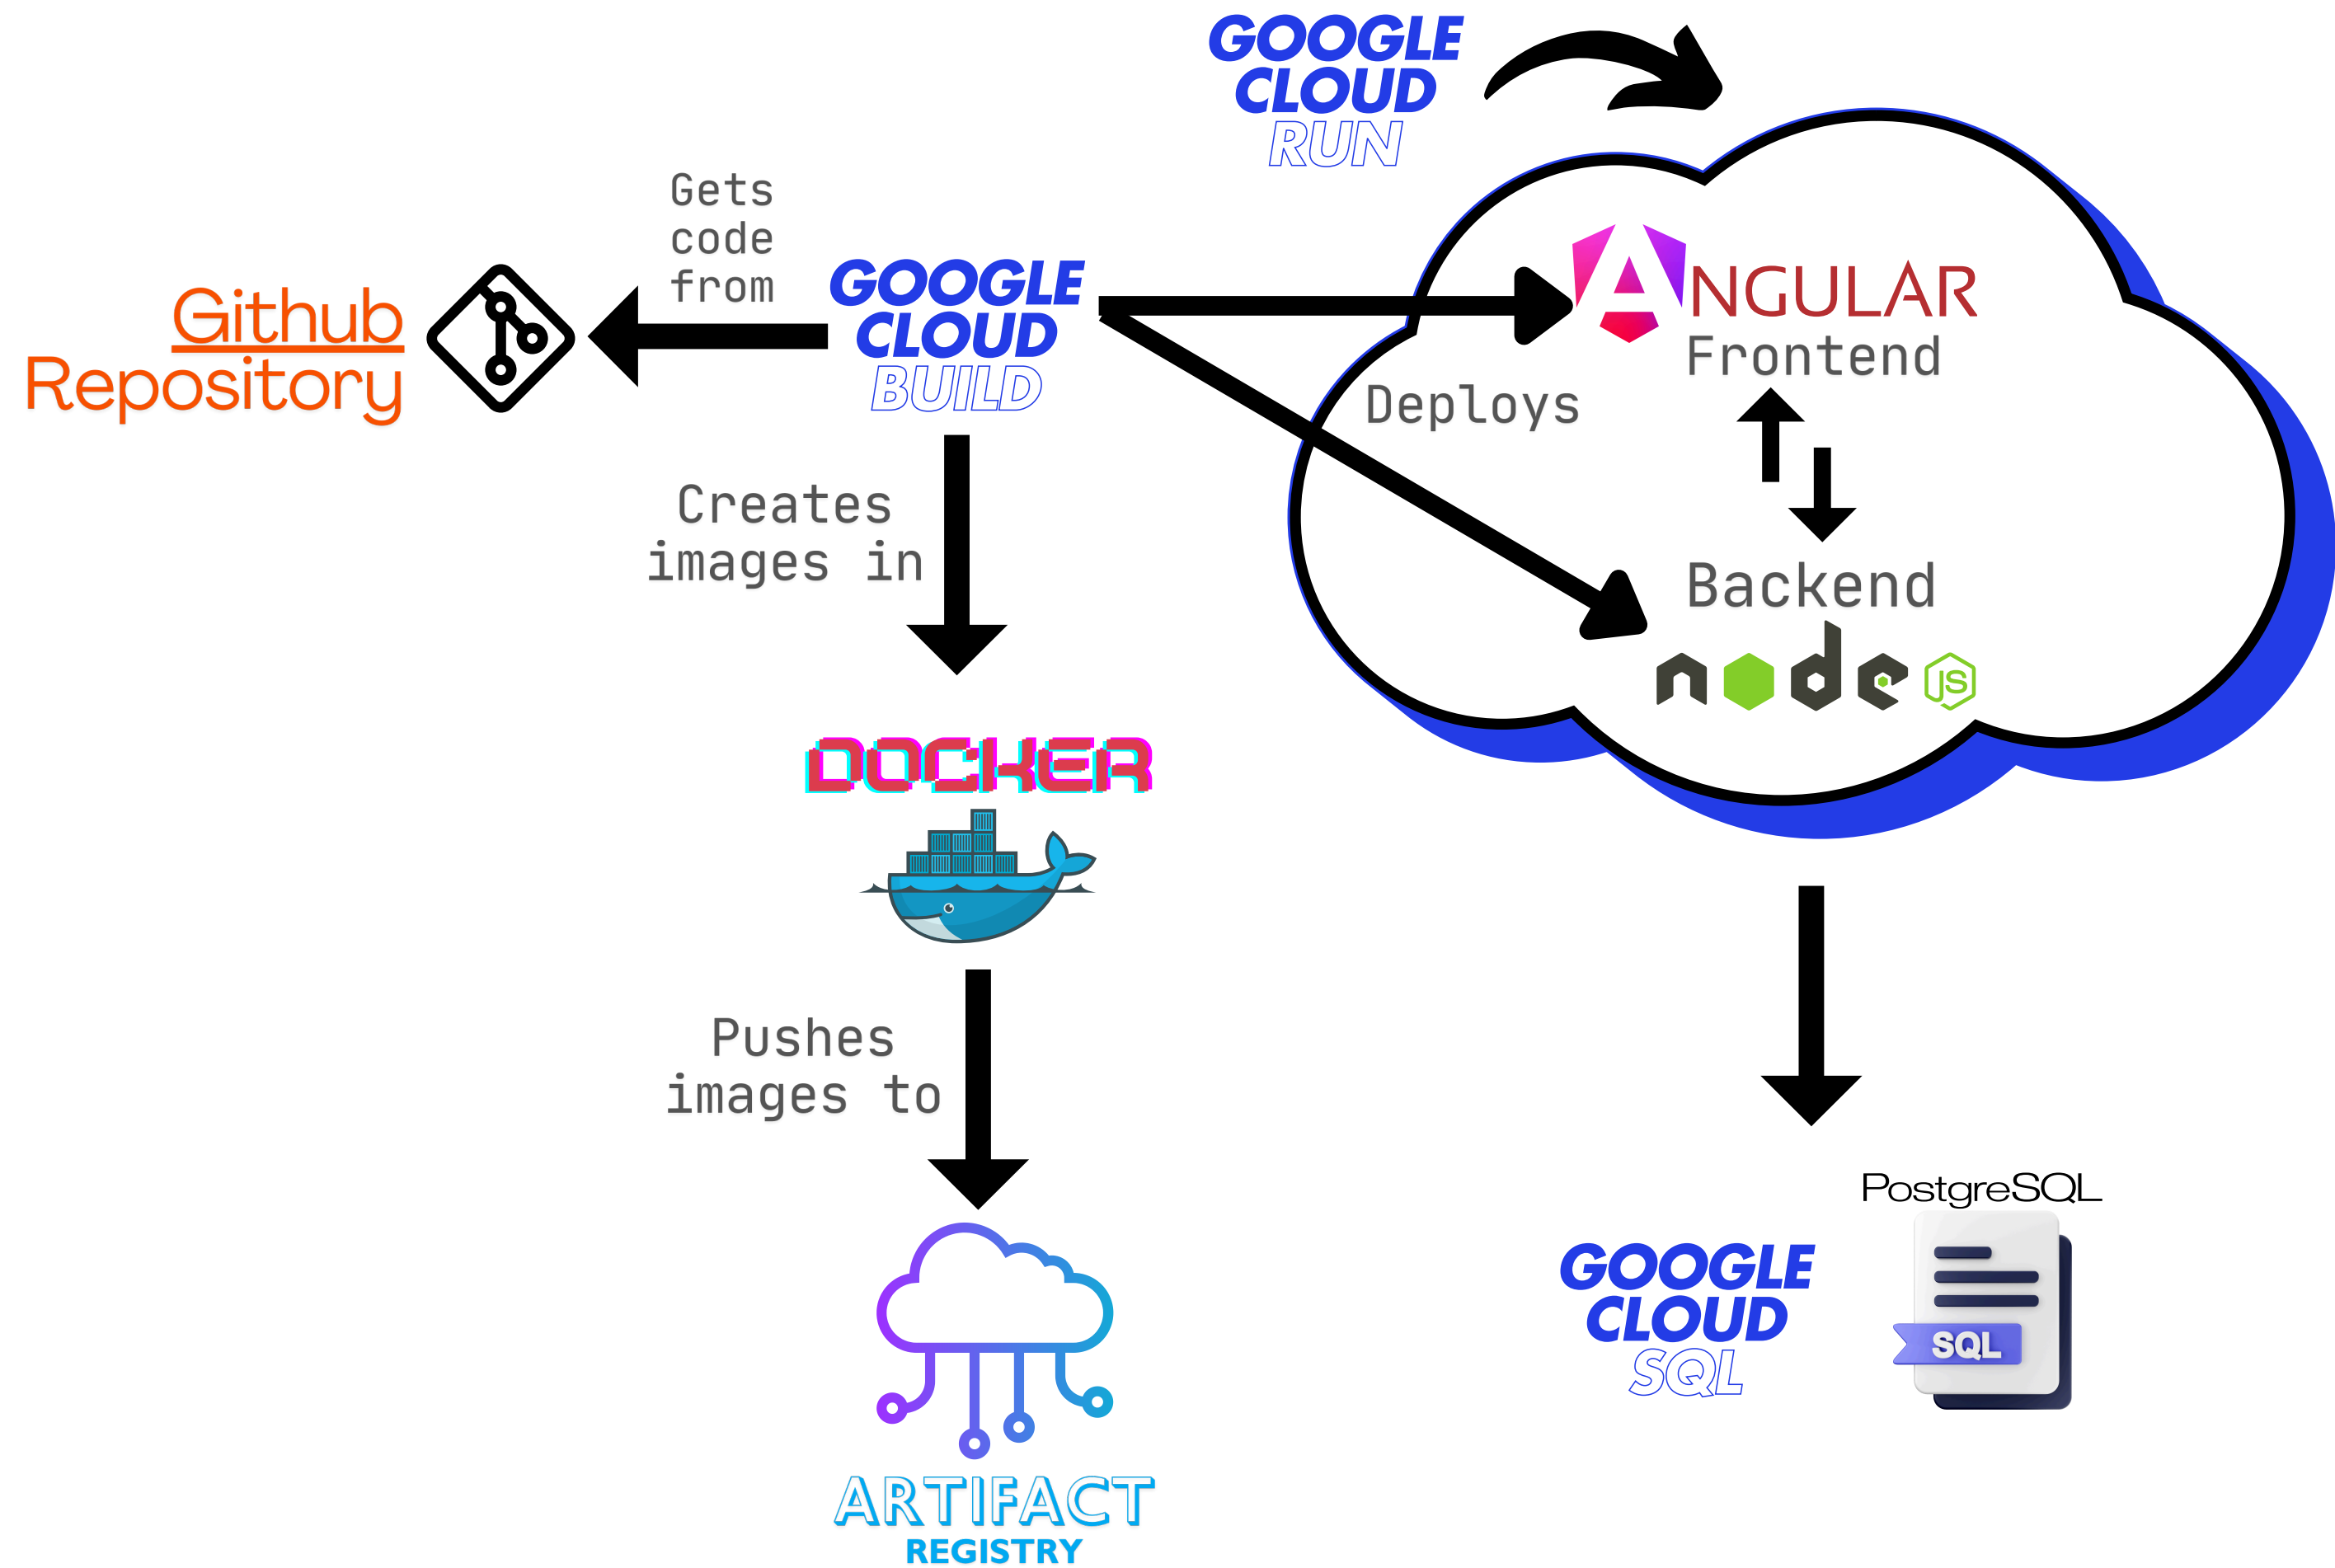 GOOGLE
CLOUD
RUN
Gets
code
from
Github
Repository
GOOGLE
CLOUD
BUILD
NGULAR
Frontend
Deploys
Creates
images in
Backend
node
JS
DOCKER
Pushes
images to
PostgreSQL
GOOGLE
CLOUD
SQL
SQL
ARTIFACT
REGISTRY